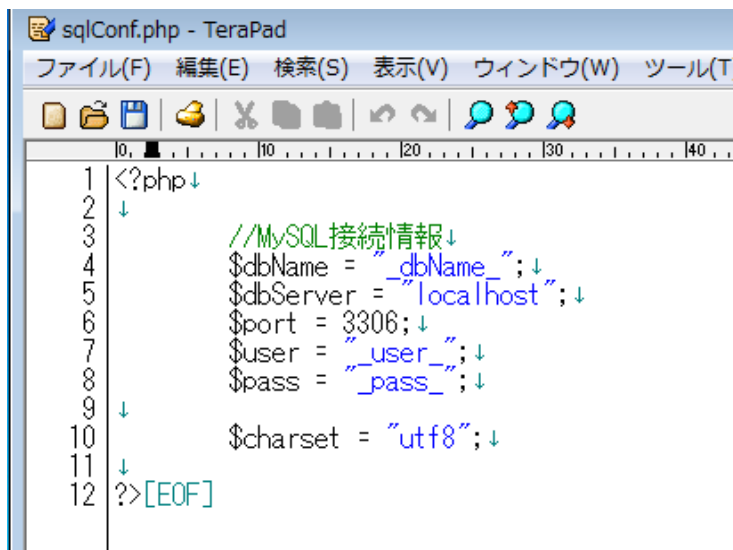 sqlConf.php - TeraPad
ファイル(F) 編集(E) 検索(S) 表示(V) ウィンドウ(W) ツール(T
0 10 20 30 40
1 <?php↓
2 ↓
3 //MySQL接続情報↓
4 $dbName = "_dbName_";↓
5 $dbServer = "localhost";↓
6 $port = 3306;↓
7 $user = "_user_";↓
8 $pass = "_pass_";↓
9 ↓
10 $charset = "utf8";↓
11 ↓
12 ?>[EOF]